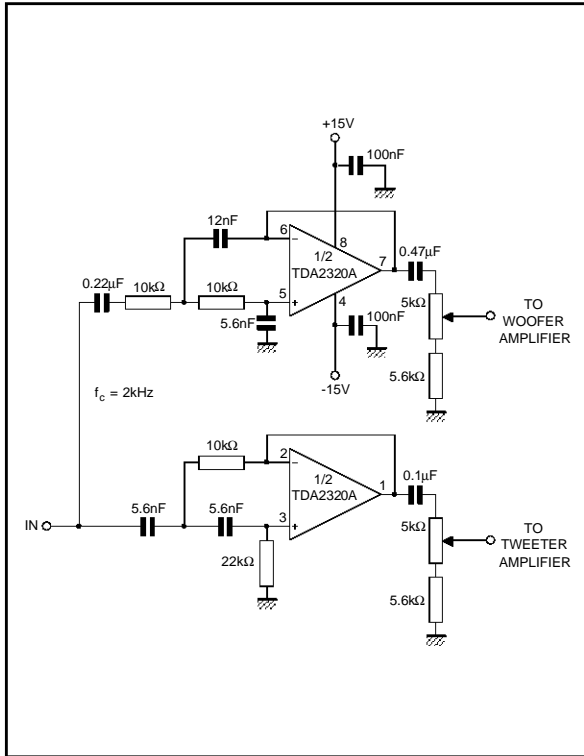 +15V
100nF
12nF
6
−
8
1/2
TDA2320A
7
0.47µF
0.22µF
10kΩ
10kΩ
5
+
4
5kΩ
TO
WOOFER
AMPLIFIER
5.6nF
100nF
5.6kΩ
-15V
f c = 2kHz
10kΩ
2
−
1/2
TDA2320A
1
0.1µF
5.6nF
5.6nF
3
+
IN
5kΩ
TO
TWEETER
AMPLIFIER
22kΩ
5.6kΩ